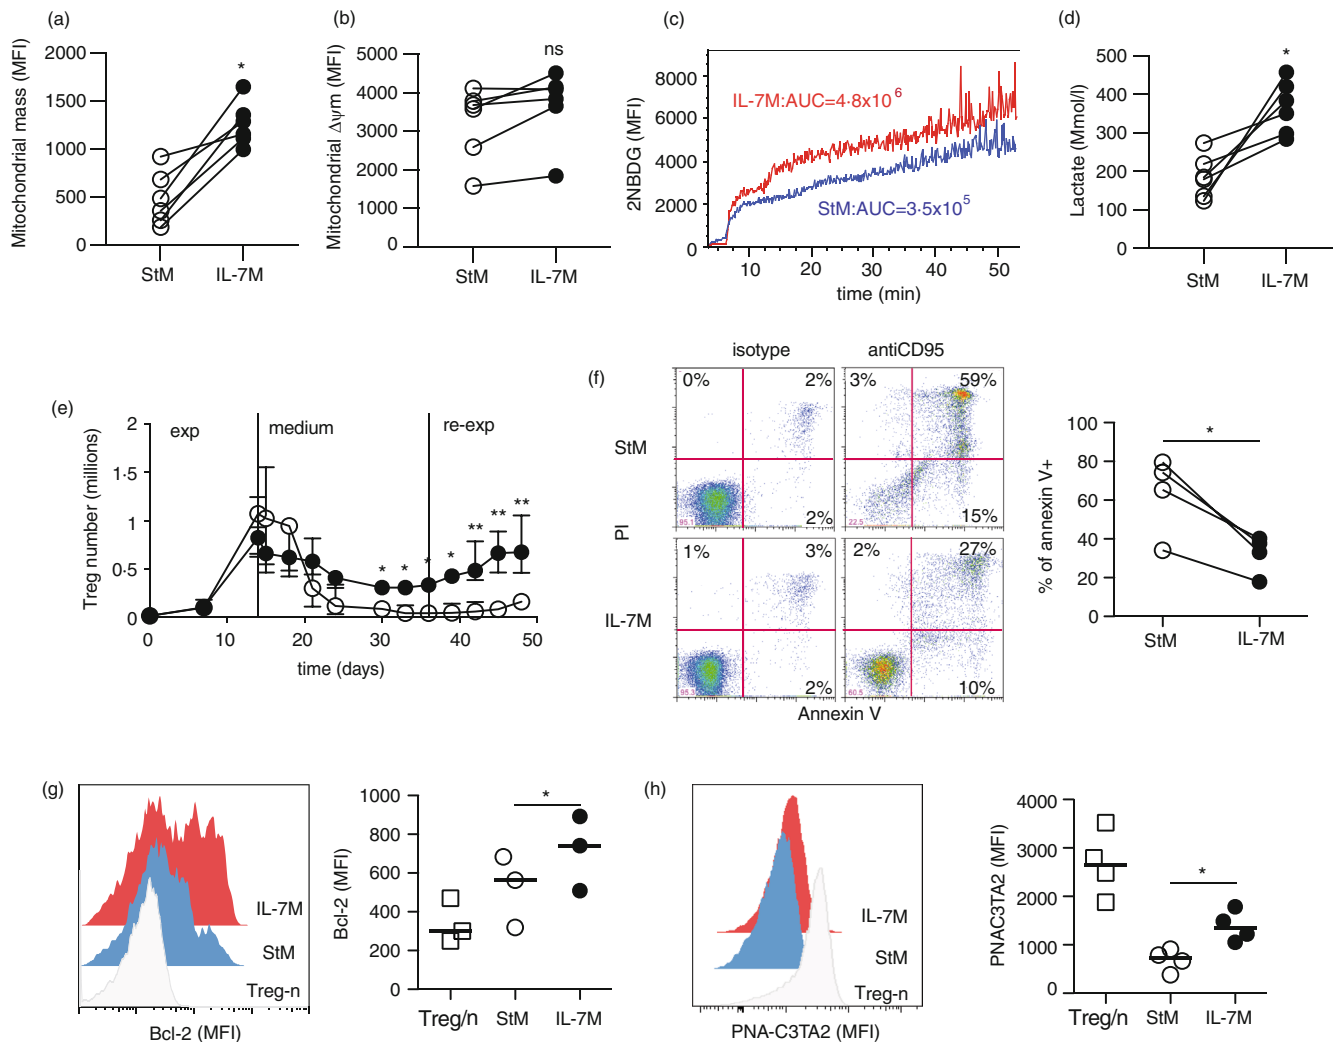 (a)
Mitochondrial mass (MFI)
2000
1500
1000
500
0
*
StM
IL-7M
(b)
Mitochondrial Δψm (MFI)
5000
4000
3000
2000
1000
0
ns
StM
IL-7M
(c)
2NBDG (MFI)
8000
6000
4000
2000
0
IL-7M:AUC=4·8x10^6
StM:AUC=3·5x10^5
10 20 30 40 50
time (min)
(d)
Lactate (Mmol/l)
500
400
300
200
100
0
*
StM
IL-7M
(e)
Treg number (millions)
2
1·5
1
0·5
0
exp
medium
re-exp
* * * * ** ** **
0 10 20 30 40 50
time (days)
(f)
isotype
antiCD95
StM
0%
2%
2%
95.1
3%
59%
15%
22.5
PI
IL-7M
1%
3%
2%
2%
27%
10%
60.5
Annexin V
% of annexin V+
100
80
60
40
20
0
*
StM
IL-7M
(g)
IL-7M
StM
Treg-n
Bcl-2 (MFI)
Bcl-2 (MFI)
1000
800
600
400
200
0
*
Treg/n
StM
IL-7M
(h)
IL-7M
StM
Treg-n
PNA-C3TA2 (MFI)
PNAC3TA2 (MFI)
4000
3000
2000
1000
0
*
Treg/n
StM
IL-7M